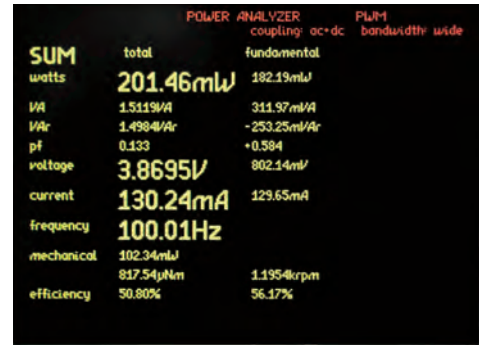 POWER ANALYZER PWM
coupling: ac+dc bandwidth: wide
SUM total fundamental
watts 201.46mW 182.19mW
VA 1.5119VA 311.97mVA
VAr 1.4984VAr -253.25mVAr
pf 0.133 +0.584
voltage 3.8695V 802.14mV
current 130.24mA 129.65mA
frequency 100.01Hz
mechanical 102.34mW
817.54µNm 1.1954krpm
efficiency 50.80% 56.17%